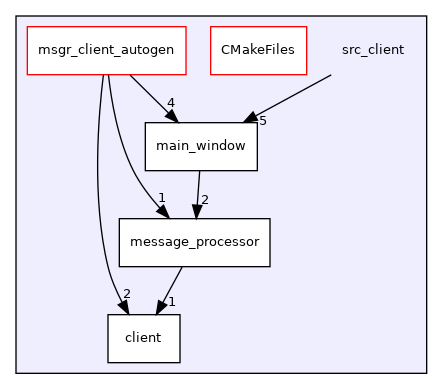 msgr_client_autogen
CMakeFiles
src_client
4
5
main_window
1
2
message_processor
2
1
client